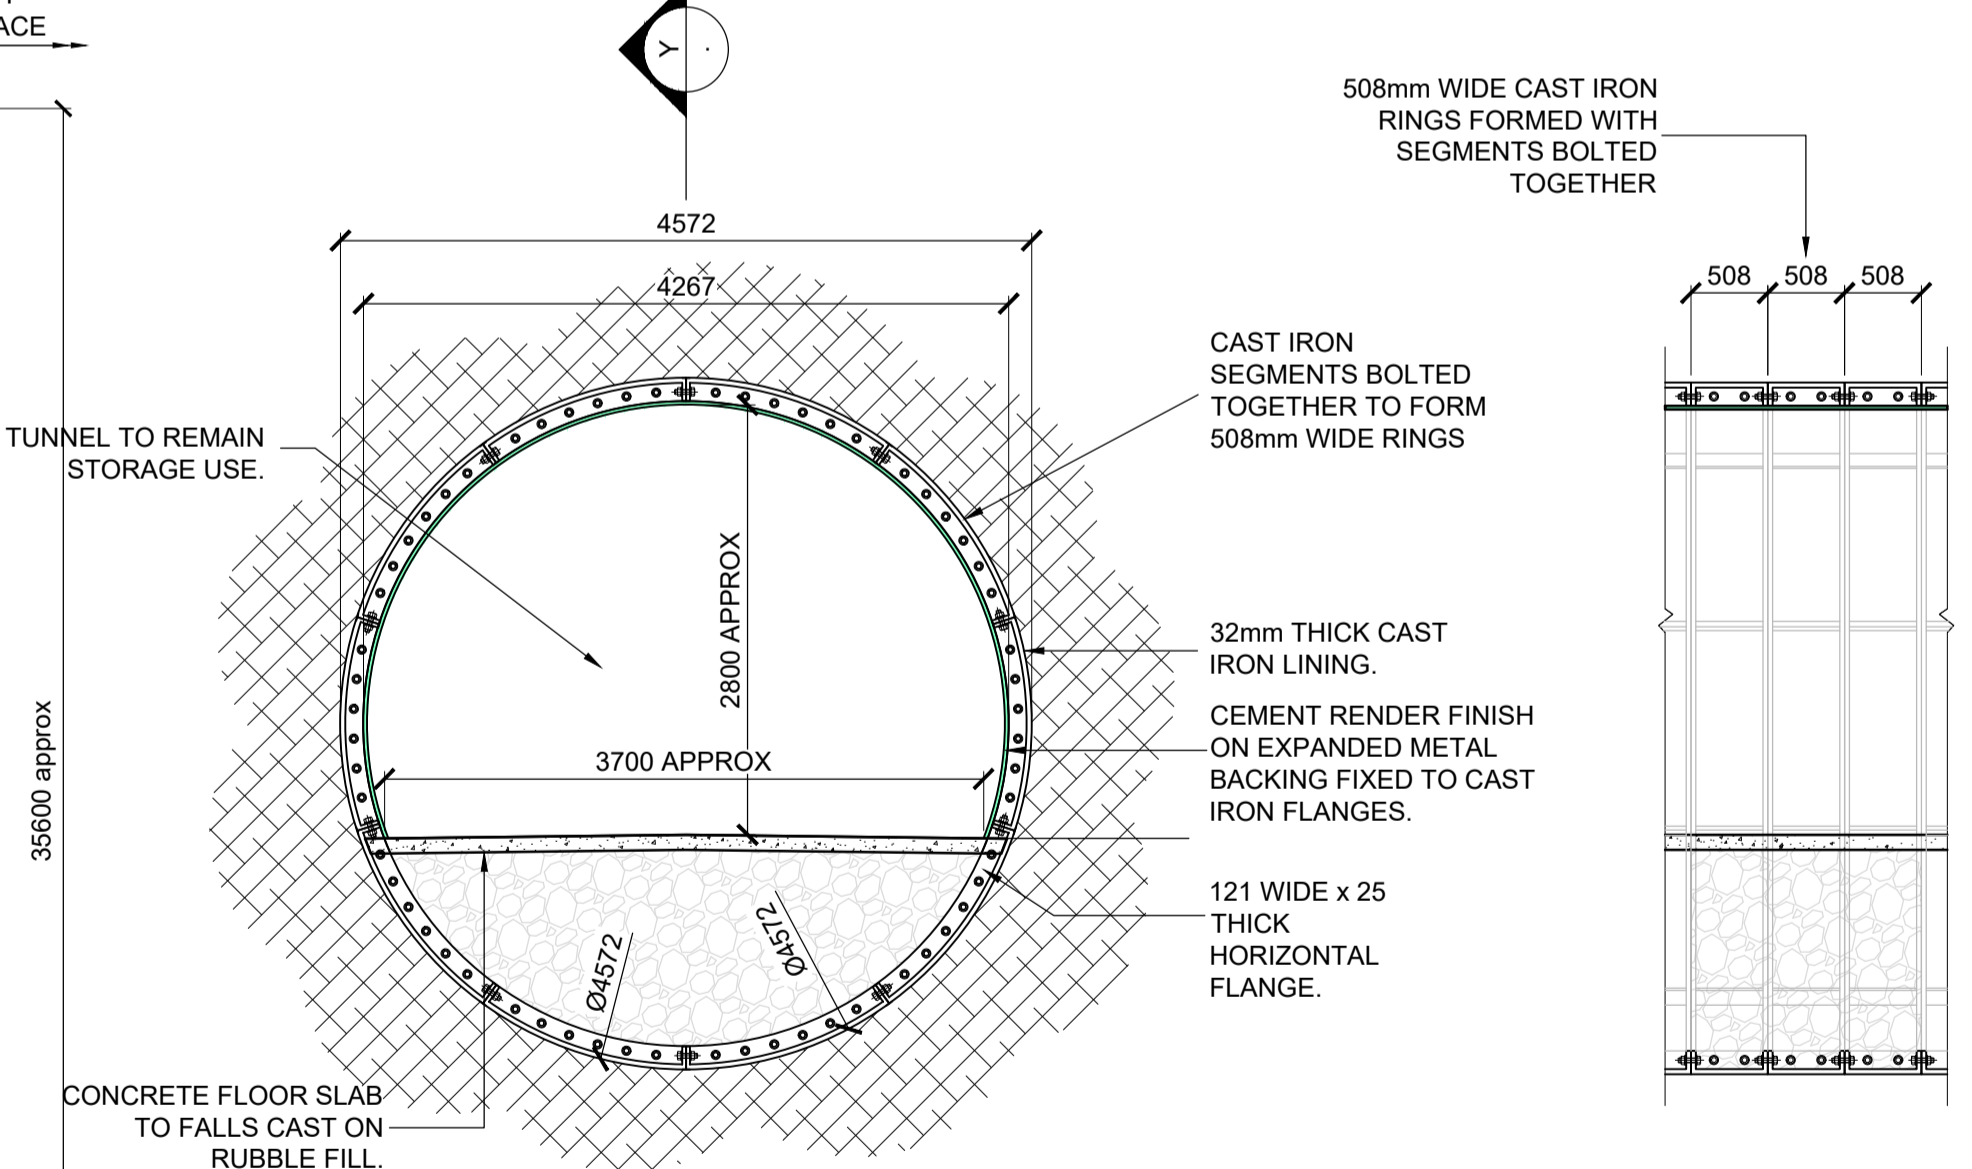 ACE
Y
508mm WIDE CAST IRON
RINGS FORMED WITH
SEGMENTS BOLTED
TOGETHER
4572
4267
508
508
508
CAST IRON
SEGMENTS BOLTED
TOGETHER TO FORM
508mm WIDE RINGS
TUNNEL TO REMAIN
STORAGE USE.
2800 APPROX
32mm THICK CAST
IRON LINING.
CEMENT RENDER FINISH
ON EXPANDED METAL
BACKING FIXED TO CAST
IRON FLANGES.
3700 APPROX
35600 approx
121 WIDE x 25
THICK
HORIZONTAL
FLANGE.
Ø4572
Ø4572
CONCRETE FLOOR SLAB
TO FALLS CAST ON
RUBBLE FILL.